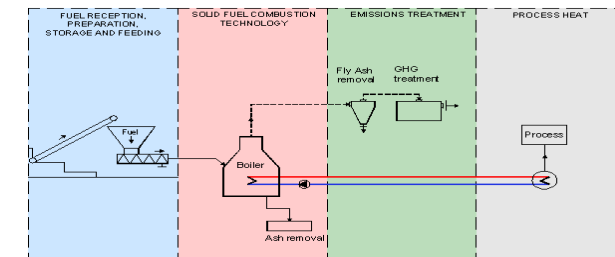 FUEL RECEPTION,
PREPARATION,
STORAGE AND FEEDING
SOLID FUEL COMBUSTION
TECHNOLOGY
EMISSIONS TREATMENT
PROCESS HEAT
Fly Ash
removal
GHG
treatment
Fuel
Process
Boiler
Ash removal